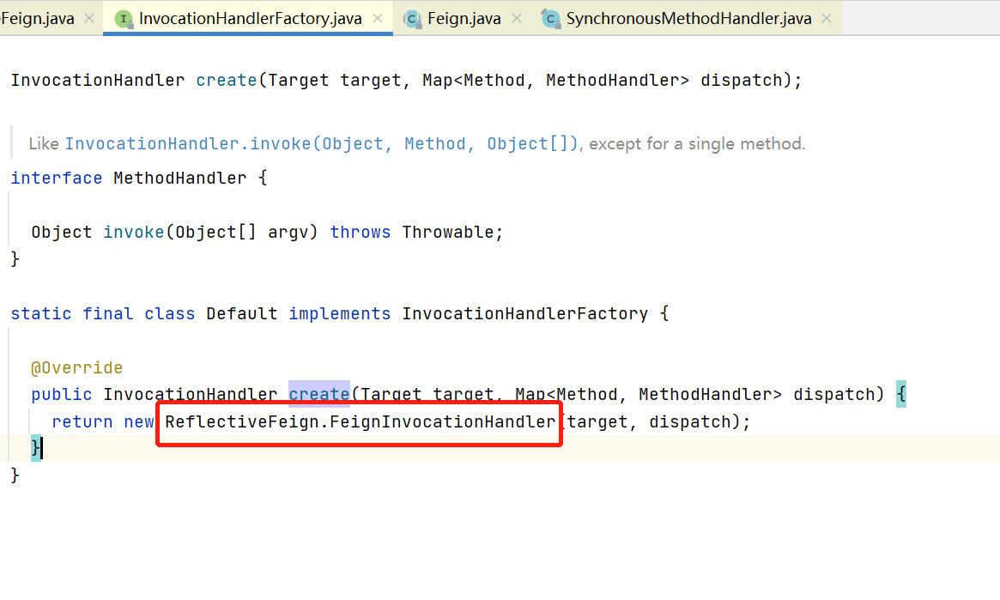 Feign.java InvocationHandlerFactory.java Feign.java SynchronousMethodHandler.java
InvocationHandler create(Target target, Map<Method, MethodHandler> dispatch);
Like InvocationHandler.invoke(Object, Method, Object[]), except for a single method.
interface MethodHandler {
Object invoke(Object[] argv) throws Throwable;
}
static final class Default implements InvocationHandlerFactory {
@Override
public InvocationHandler create(Target target, Map<Method, MethodHandler> dispatch) {
return new ReflectiveFeign.FeignInvocationHandler(target, dispatch);
}
}